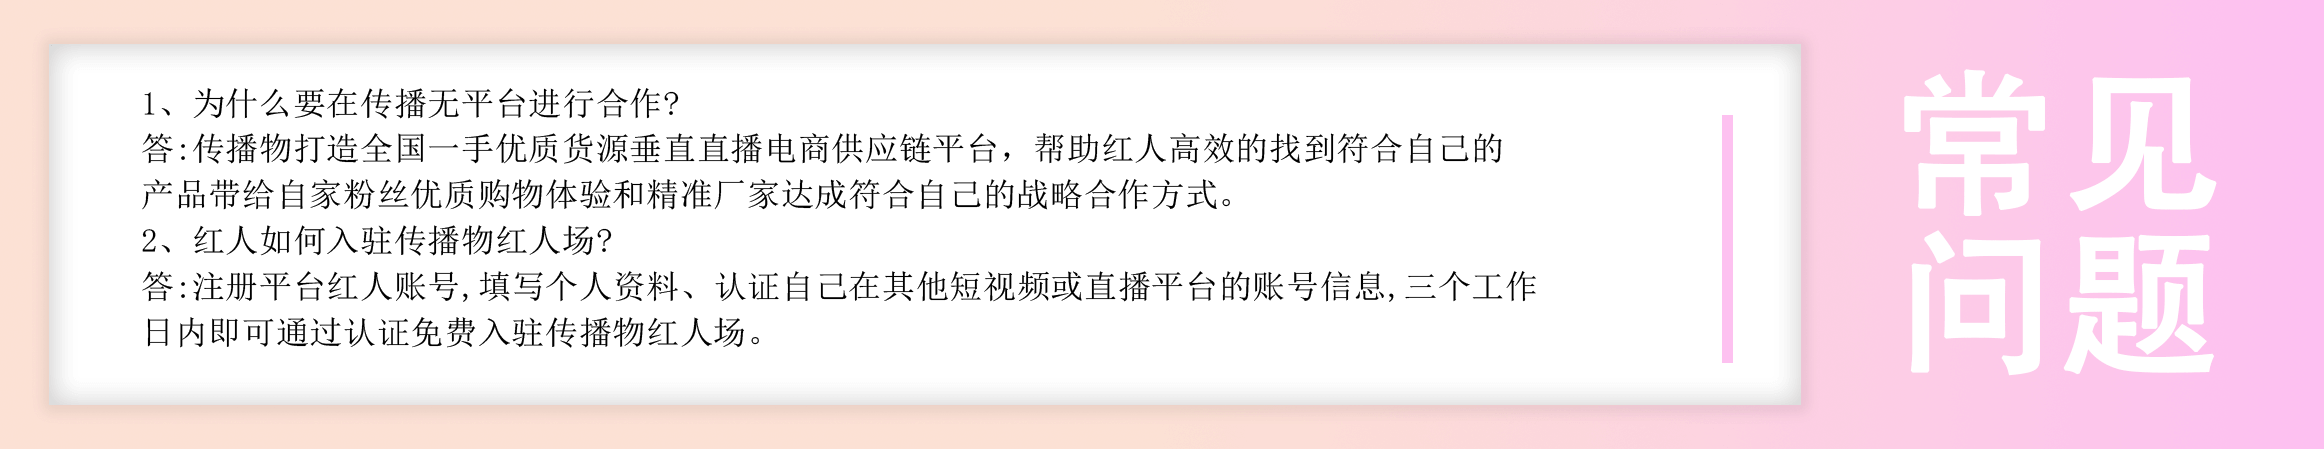 1、为什么要在传播无平台进行合作?
答:传播物打造全国一手优质货源垂直直播电商供应链平台，帮助红人高效的找到符合自己的
产品带给自家粉丝优质购物体验和精准厂家达成符合自己的战略合作方式。
2、红人如何入驻传播物红人场?
答:注册平台红人账号,填写个人资料、认证自己在其他短视频或直播平台的账号信息,三个工作
日内即可通过认证免费入驻传播物红人场。
常见
问题